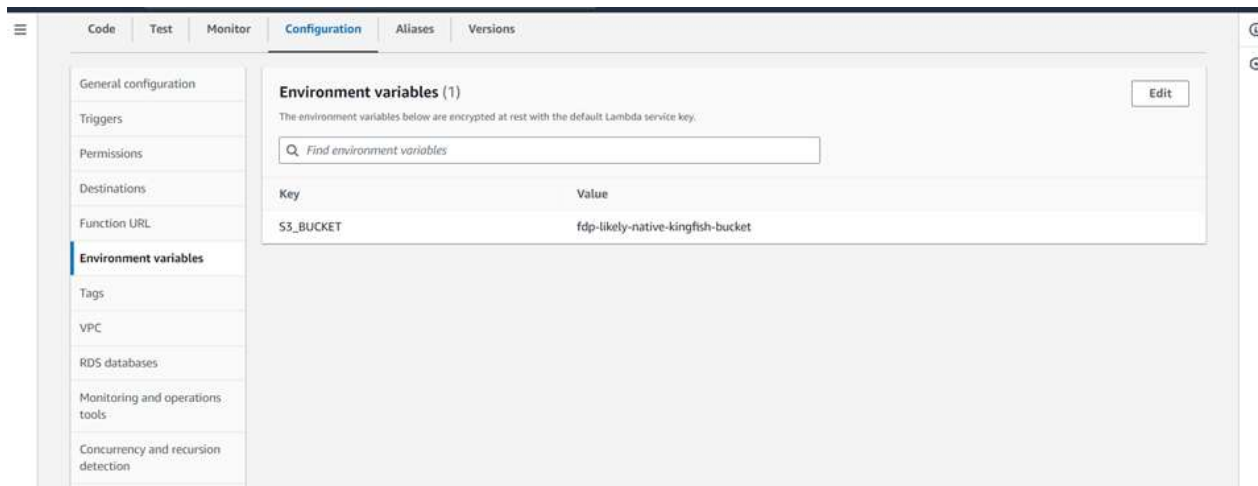 Code Test Monitor Configuration Aliases Versions
General configuration
Triggers
Permissions
Destinations
Function URL
Environment variables
Tags
VPC
RDS databases
Monitoring and operations
tools
Concurrency and recursion
detection
Environment variables (1)
Edit
The environment variables below are encrypted at rest with the default Lambda service key.
Find environment variables
Key Value
S3_BUCKET fdp-likely-native-kingfish-bucket